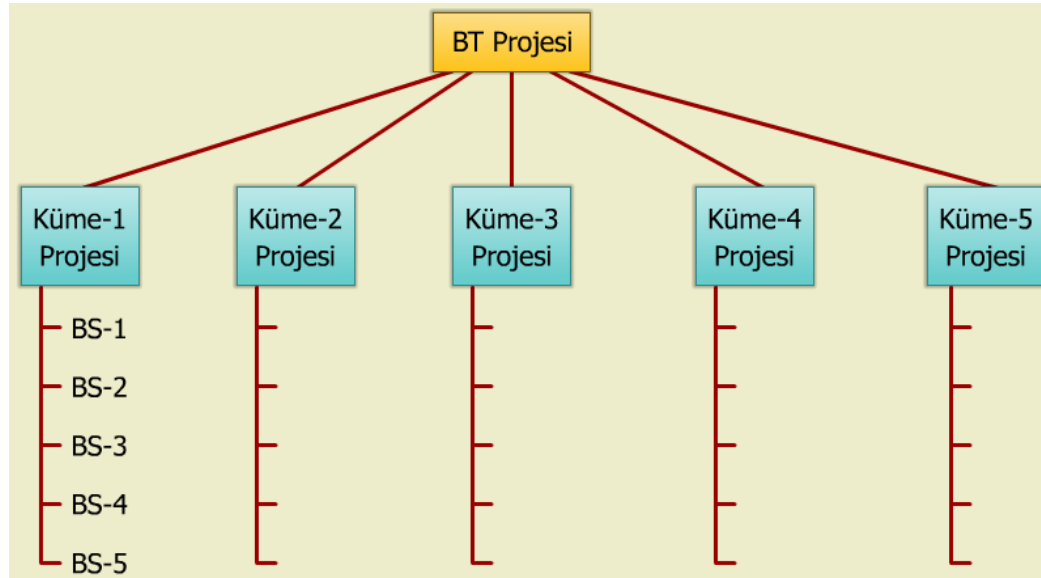 BT Projesi
Küme-1
Projesi
Küme-2
Projesi
Küme-3
Projesi
Küme-4
Projesi
Küme-5
Projesi
BS-1
BS-2
BS-3
BS-4
BS-5